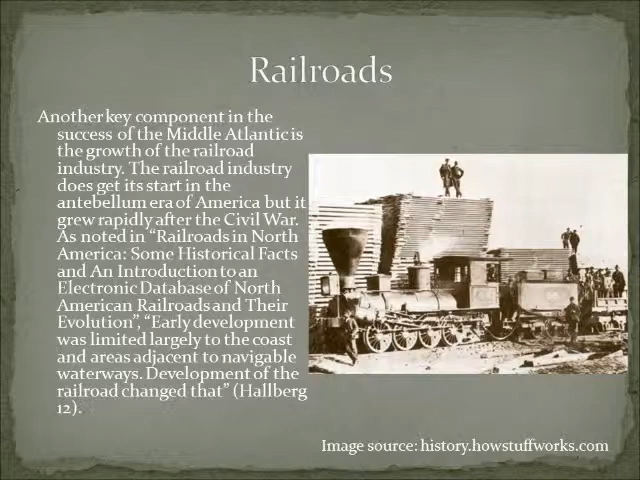 Railroads
Another key component in the
success of the Middle Atlantic is
the growth of the railroad
industry. The railroad industry
does get its start in the
antebellum era of America but it
grew rapidly after the Civil War.
As noted in “Railroads in North
America: Some Historical Facts
and An Introduction to an
Electronic Database of North
American Railroads and Their
Evolution”, “Early development
was limited largely to the coast
and areas adjacent to navigable
waterways. Development of the
railroad changed that” (Hallberg
12).
Image source: history.howstuffworks.com